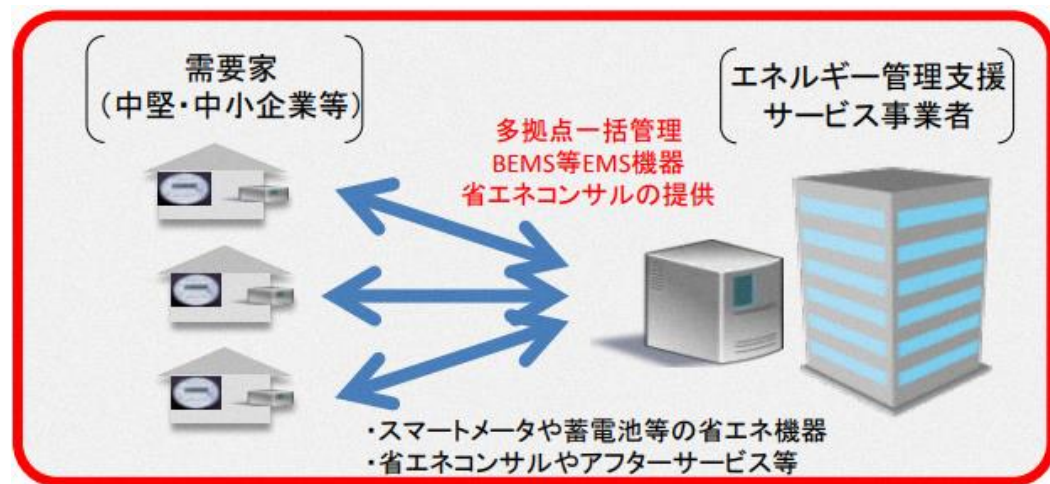 需要家
（中堅・中小企業等）
エネルギー管理支援
サービス事業者
多拠点一括管理
BEMS等EMS機器
省エネコンサルの提供
・スマートメータや蓄電池等の省エネ機器
・省エネコンサルやアフターサービス等